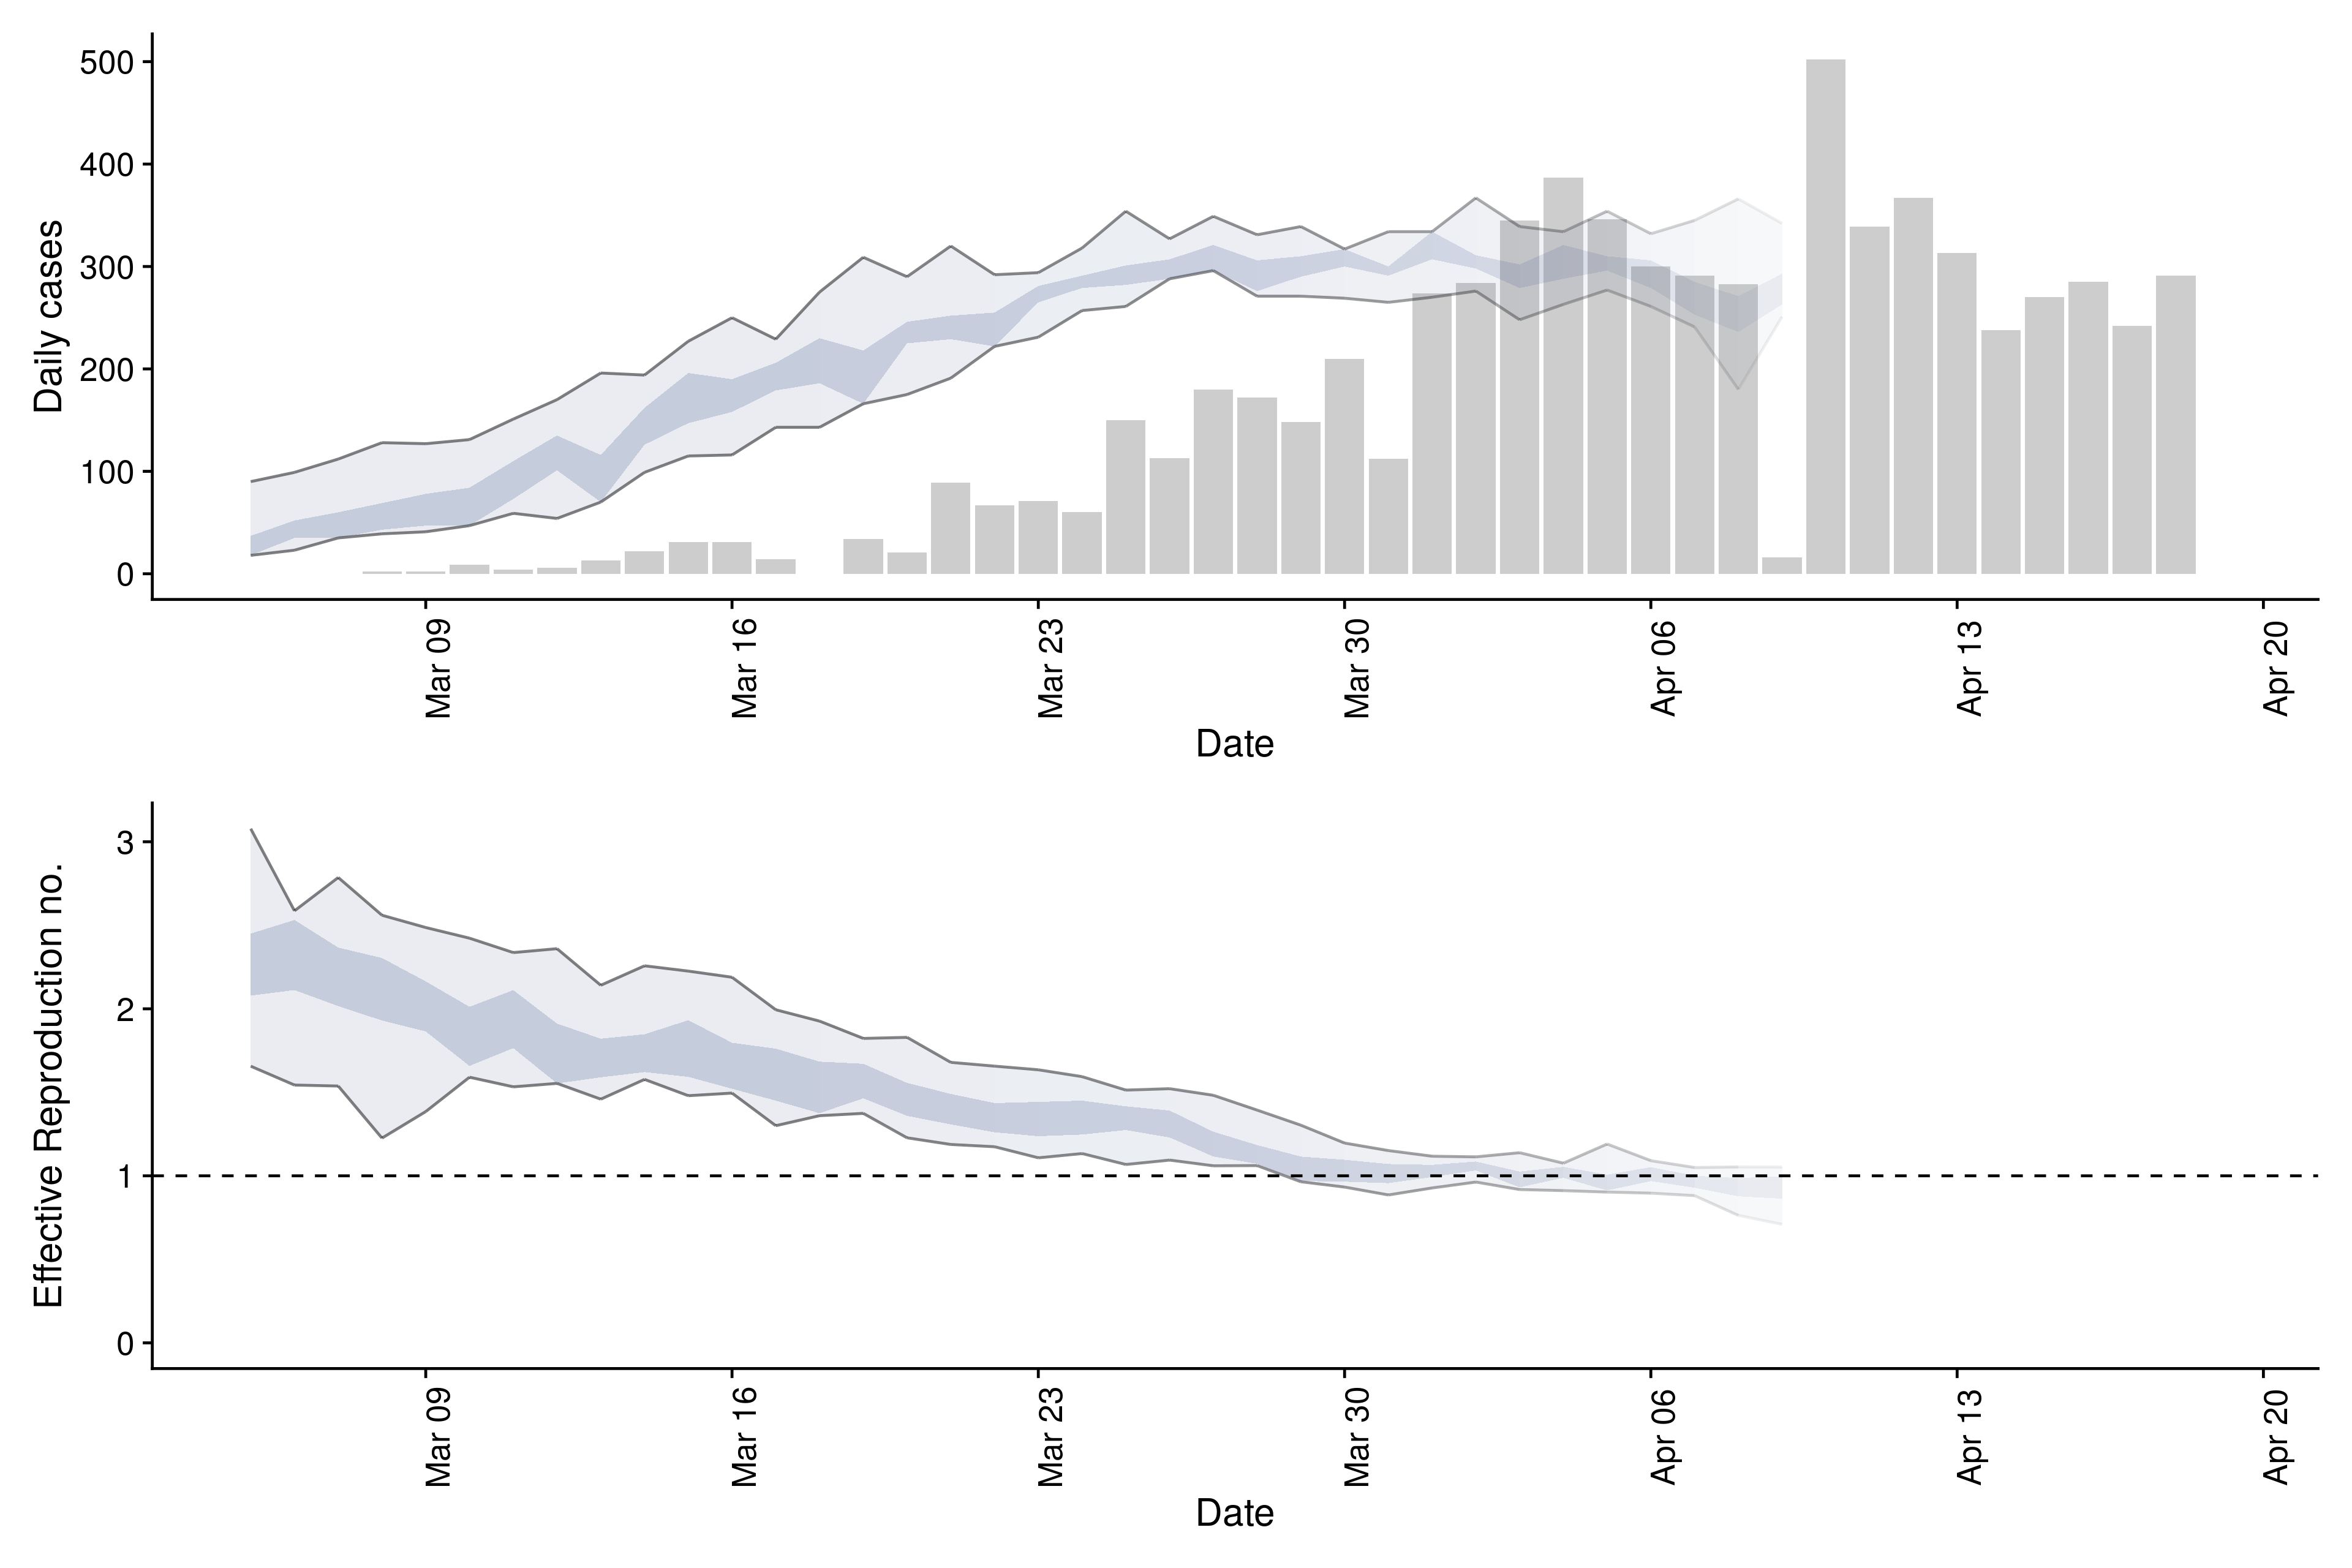 Daily cases
500
400
300
200
100
0
Mar 09
Mar 16
Mar 23
Mar 30
Apr 06
Apr 13
Apr 20
Date
Effective Reproduction no.
3
2
1
0
Mar 09
Mar 16
Mar 23
Mar 30
Apr 06
Apr 13
Apr 20
Date